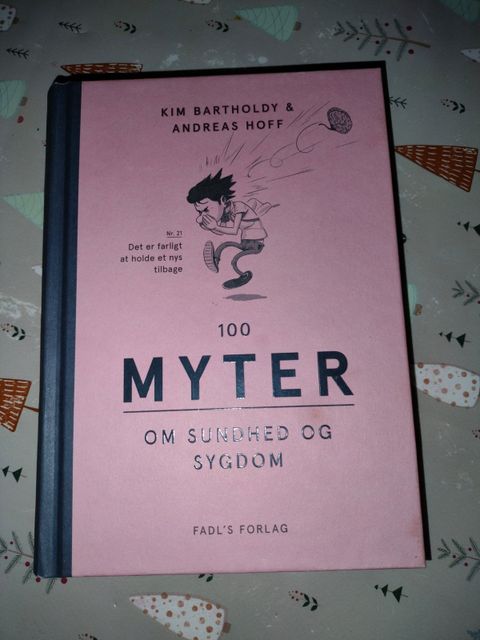 KIM BARTHOLDY &
ANDREAS HOFF
Nr. 21
Det er farligt
at holde et nys
tilbage
100
MYTER
OM SUNDHED OG
SYGDOM
FADL'S FORLAG